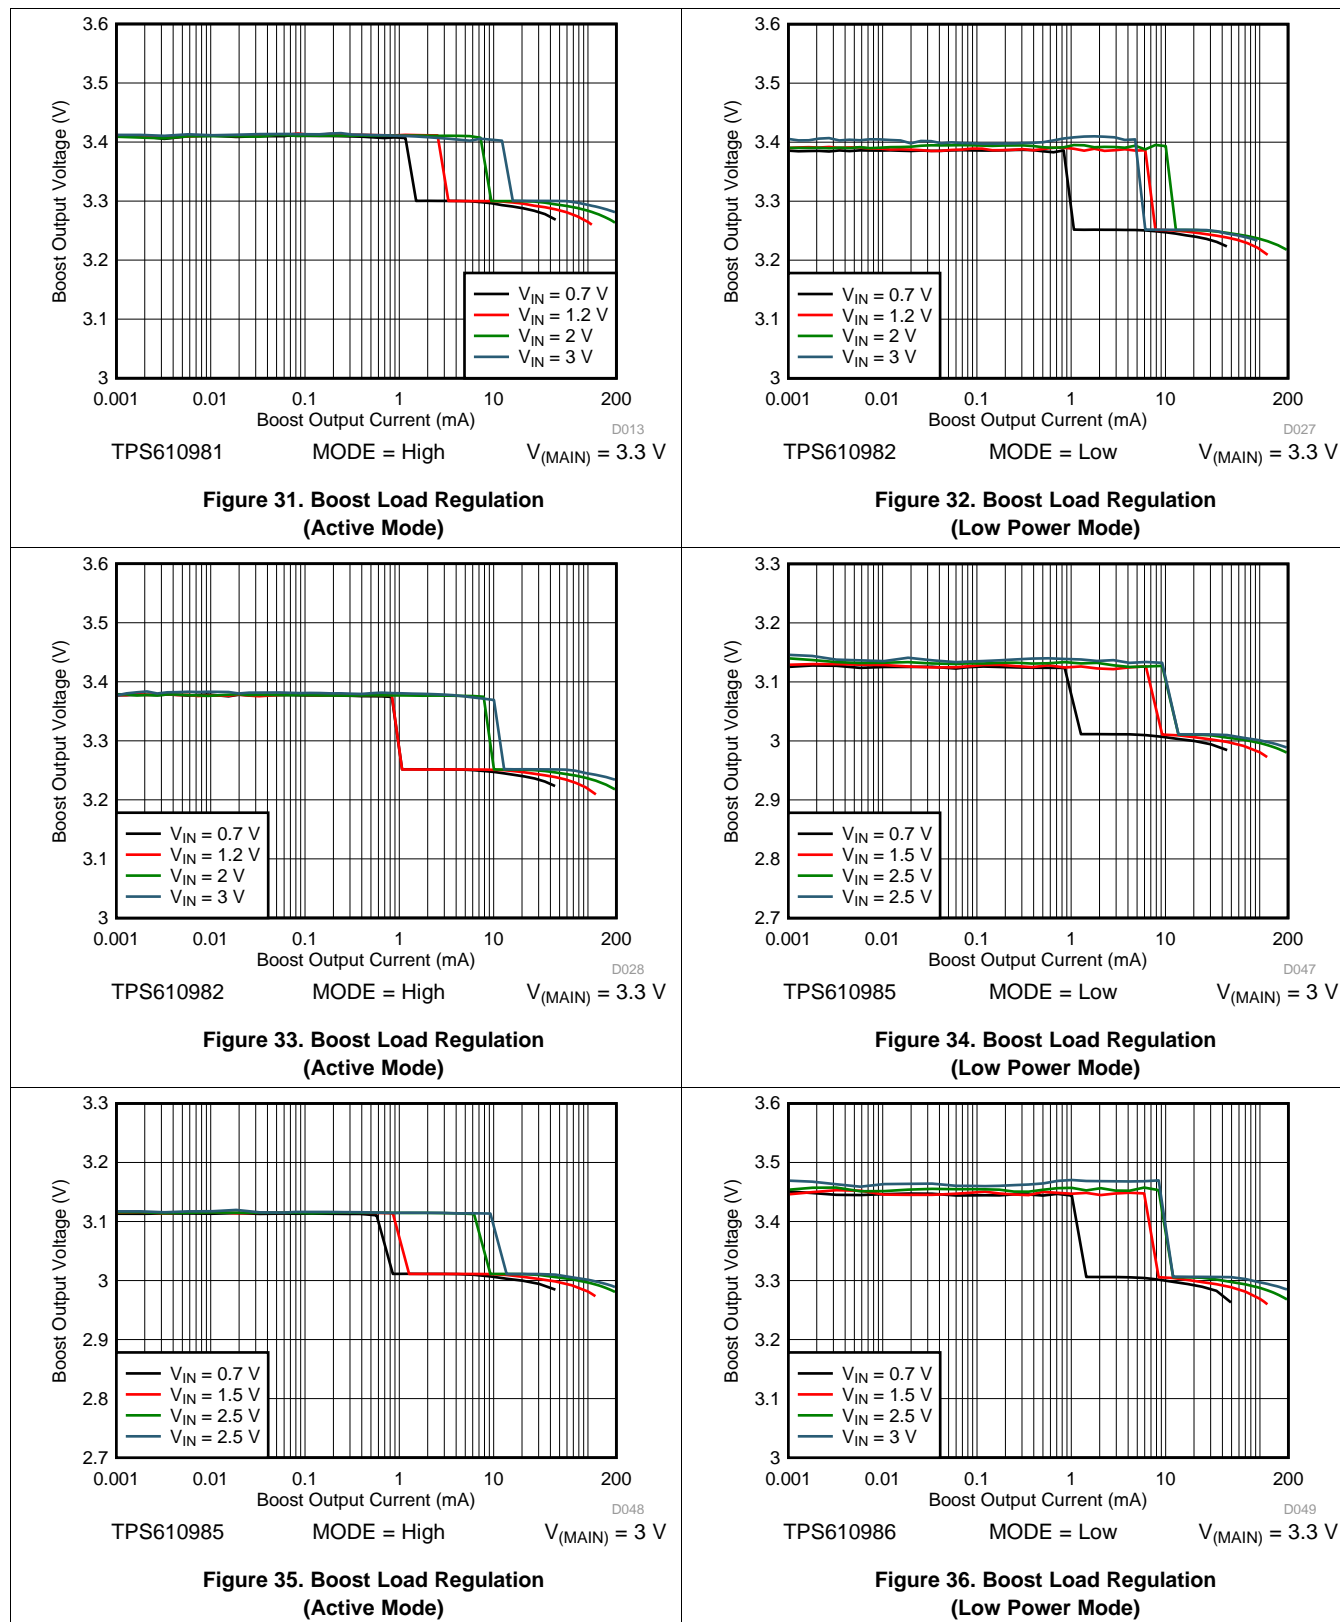 3.6
3.5
3.4
3.3
3.2
3.1
3
Boost Output Voltage (V)
V_IN = 0.7 V
V_IN = 1.2 V
V_IN = 2 V
V_IN = 3 V
0.001 0.01 0.1 1 10 200
Boost Output Current (mA)
D013
TPS610981 MODE = High V_(MAIN) = 3.3 V
Figure 31. Boost Load Regulation
(Active Mode)
3.6
3.5
3.4
3.3
3.2
3.1
3
Boost Output Voltage (V)
V_IN = 0.7 V
V_IN = 1.2 V
V_IN = 2 V
V_IN = 3 V
0.001 0.01 0.1 1 10 200
Boost Output Current (mA)
D027
TPS610982 MODE = Low V_(MAIN) = 3.3 V
Figure 32. Boost Load Regulation
(Low Power Mode)
3.6
3.5
3.4
3.3
3.2
3.1
3
Boost Output Voltage (V)
V_IN = 0.7 V
V_IN = 1.2 V
V_IN = 2 V
V_IN = 3 V
0.001 0.01 0.1 1 10 200
Boost Output Current (mA)
D028
TPS610982 MODE = High V_(MAIN) = 3.3 V
Figure 33. Boost Load Regulation
(Active Mode)
3.3
3.2
3.1
3
2.9
2.8
2.7
Boost Output Voltage (V)
V_IN = 0.7 V
V_IN = 1.5 V
V_IN = 2.5 V
V_IN = 2.5 V
0.001 0.01 0.1 1 10 200
Boost Output Current (mA)
D047
TPS610985 MODE = Low V_(MAIN) = 3 V
Figure 34. Boost Load Regulation
(Low Power Mode)
3.3
3.2
3.1
3
2.9
2.8
2.7
Boost Output Voltage (V)
V_IN = 0.7 V
V_IN = 1.5 V
V_IN = 2.5 V
V_IN = 2.5 V
0.001 0.01 0.1 1 10 200
Boost Output Current (mA)
D048
TPS610985 MODE = High V_(MAIN) = 3 V
Figure 35. Boost Load Regulation
(Active Mode)
3.6
3.5
3.4
3.3
3.2
3.1
3
Boost Output Voltage (V)
V_IN = 0.7 V
V_IN = 1.5 V
V_IN = 2.5 V
V_IN = 3 V
0.001 0.01 0.1 1 10 200
Boost Output Current (mA)
D049
TPS610986 MODE = Low V_(MAIN) = 3.3 V
Figure 36. Boost Load Regulation
(Low Power Mode)